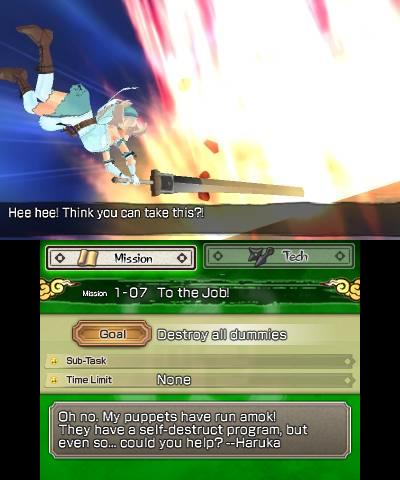 Hee hee! Think you can take this?!
Mission
Tech
Mission 1-07 To the Job!
Goal Destroy all dummies
Sub-Task
Time Limit None
Oh no. My puppets have run amok!
They have a self-destruct program, but
even so... could you help? --Haruka